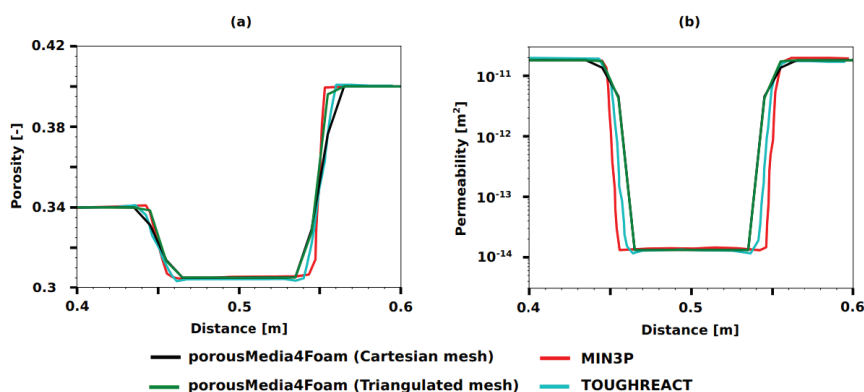 (a)
0.42
0.38
0.34
0.3
Porosity [-]
0.4
0.5
0.6
Distance [m]
(b)
10⁻¹¹
10⁻¹²
10⁻¹³
10⁻¹⁴
Permeability [m²]
0.4
0.5
0.6
Distance [m]
porousMedia4Foam (Cartesian mesh)
MIN3P
porousMedia4Foam (Triangulated mesh)
TOUGHREACT